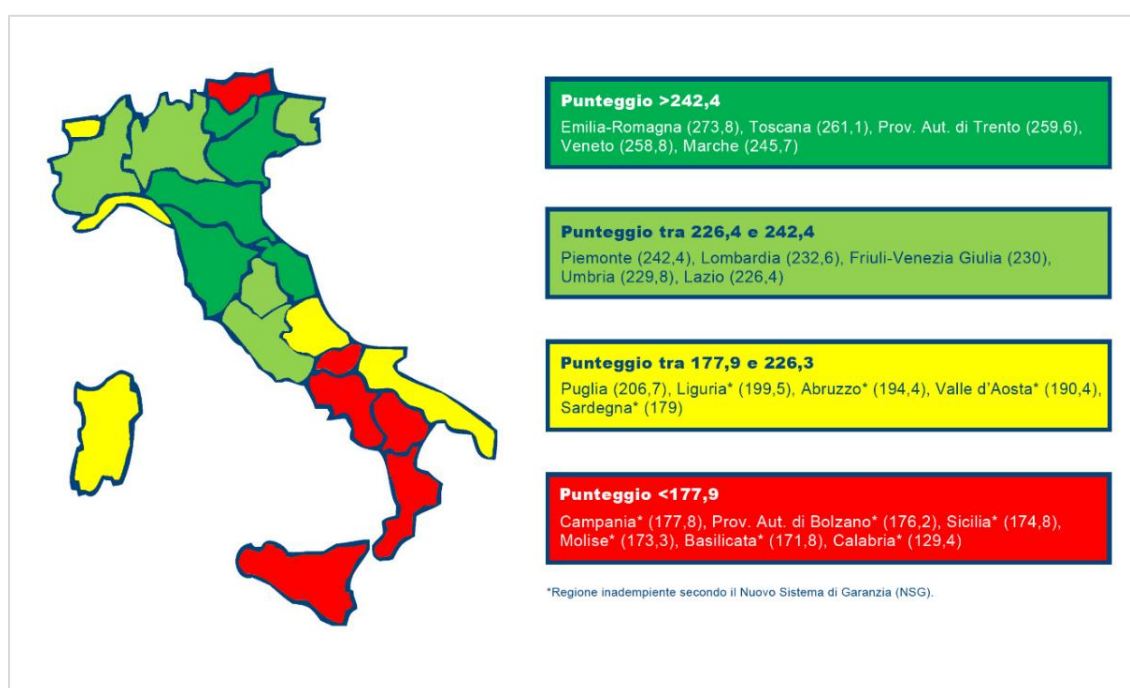 Punteggio >242,4
Emilia-Romagna (273,8), Toscana (261,1), Prov. Aut. di Trento (259,6),
Veneto (258,8), Marche (245,7)
Punteggio tra 226,4 e 242,4
Piemonte (242,4), Lombardia (232,6), Friuli-Venezia Giulia (230),
Umbria (229,8), Lazio (226,4)
Punteggio tra 177,9 e 226,3
Puglia (206,7), Liguria* (199,5), Abruzzo* (194,4), Valle d'Aosta* (190,4),
Sardegna* (179)
Punteggio <177,9
Campania* (177,8), Prov. Aut. di Bolzano* (176,2), Sicilia* (174,8),
Molise* (173,3), Basilicata* (171,8), Calabria* (129,4)
*Regione inadempiente secondo il Nuovo Sistema di Garanzia (NSG).